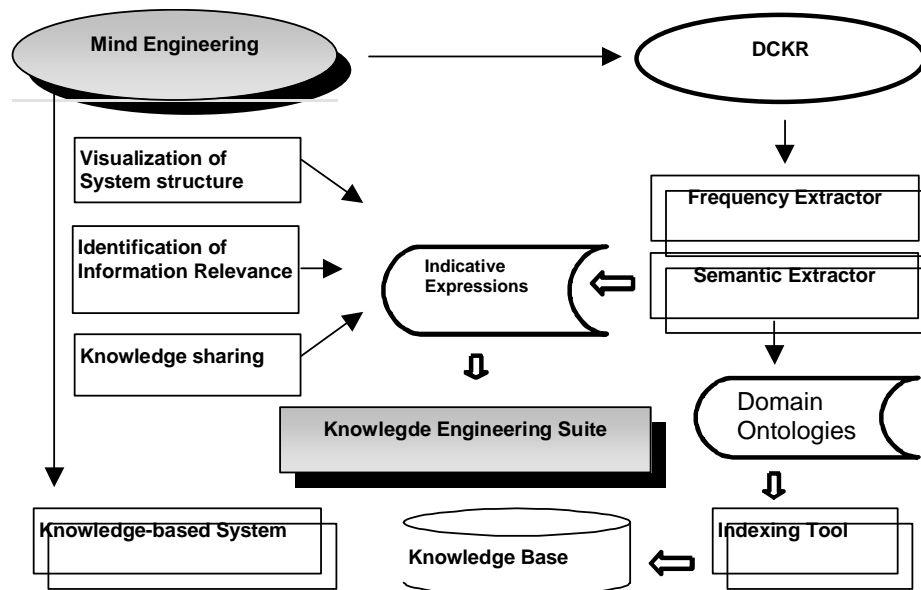 Mind Engineering
DCKR
Visualization of
System structure
Frequency Extractor
Identification of
Information Relevance
Indicative
Expressions
Semantic Extractor
Knowledge sharing
Domain
Ontologies
Knowlegde Engineering Suite
Knowledge-based System
Knowledge Base
Indexing Tool